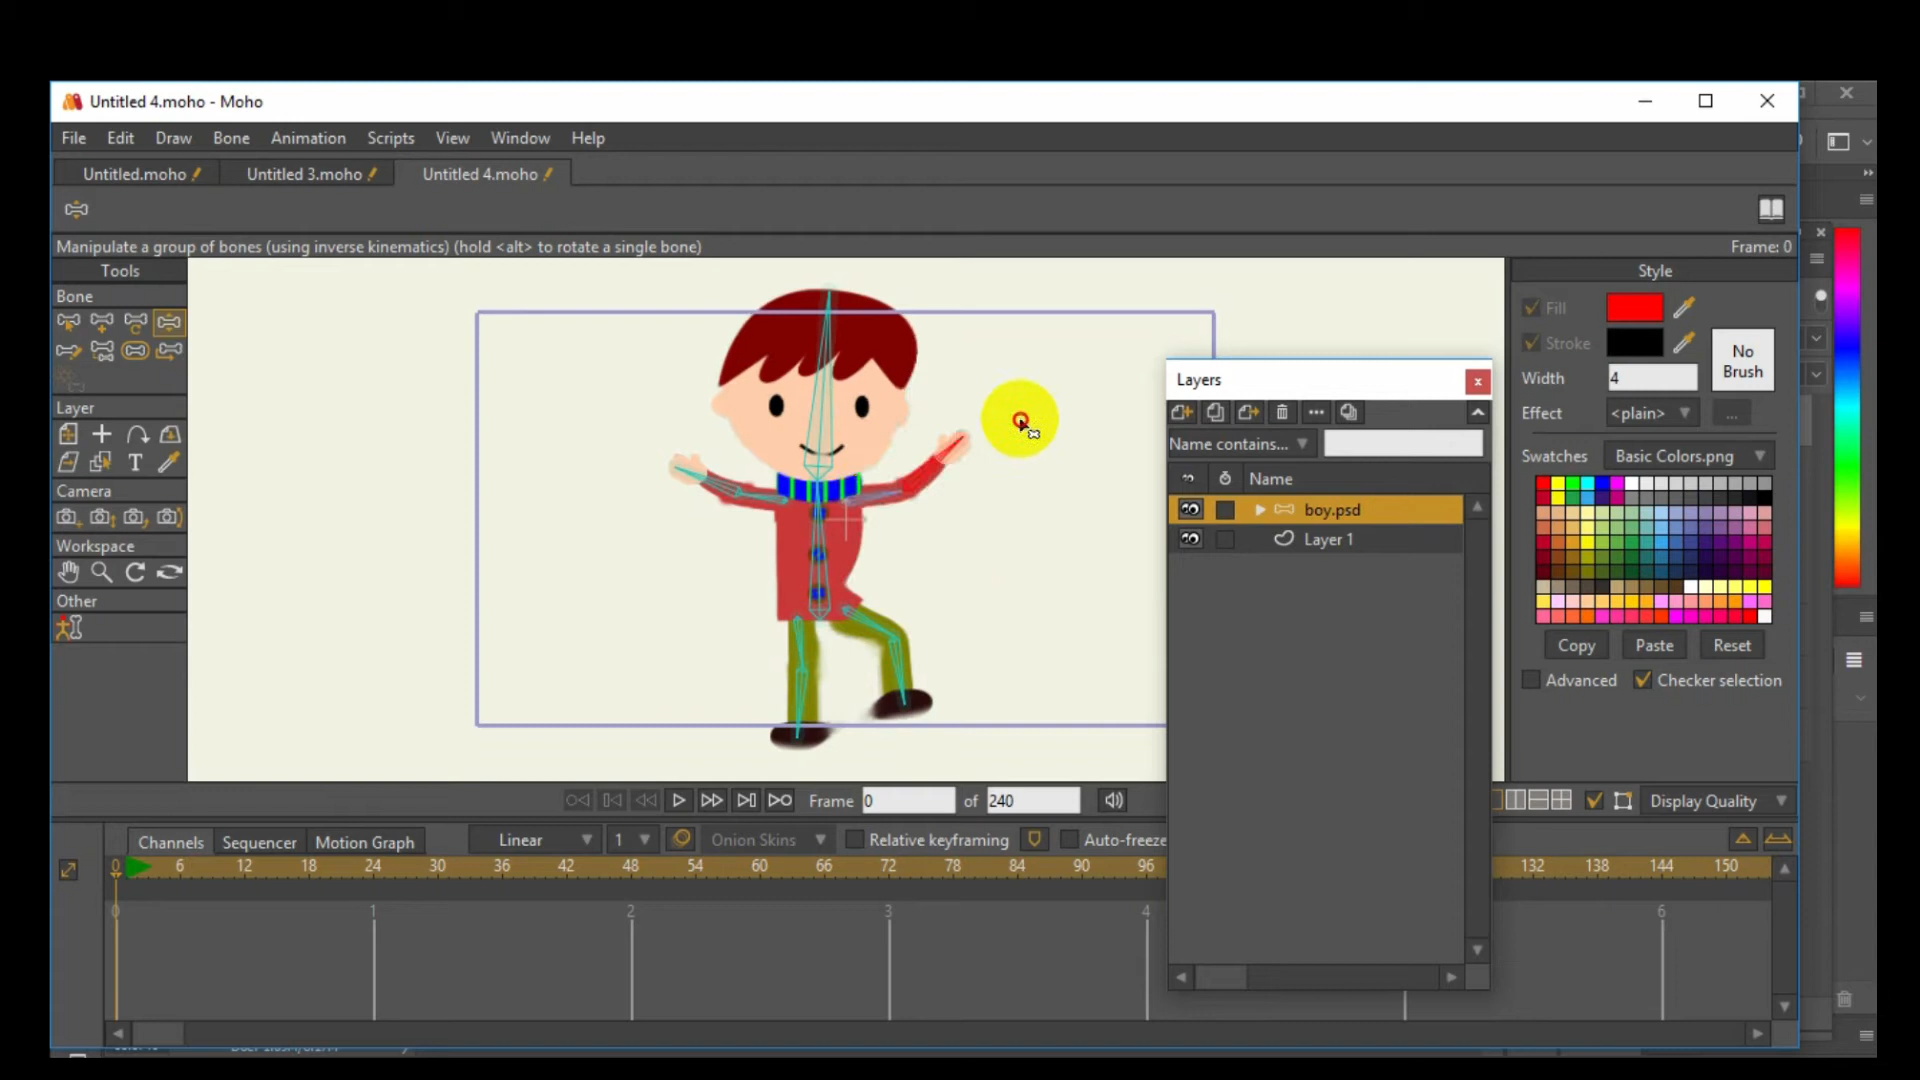 Untitled 4.moho - Moho
File Edit Draw Bone Animation Scripts View Window Help
Untitled.moho Untitled 3.moho Untitled 4.moho
Manipulate a group of bones (using inverse kinematics) (hold <alt> to rotate a single bone) Frame: 0
Tools
Bone
Layer
Camera
Workspace
Other
Style
Fill
Stroke
No Brush
Width 4
Effect <plain> ...
Swatches Basic Colors.png
Copy Paste Reset
Advanced Checker selection
Layers
Name contains...
Name
boy.psd
Layer 1
Frame 0 of 240
Display Quality
Channels Sequencer Motion Graph Linear 1 Onion Skins Relative keyframing Auto-freeze
0 6 12 18 24 30 36 42 48 54 60 66 72 78 84 90 96 132 138 144 150
0 1 2 3 4 6